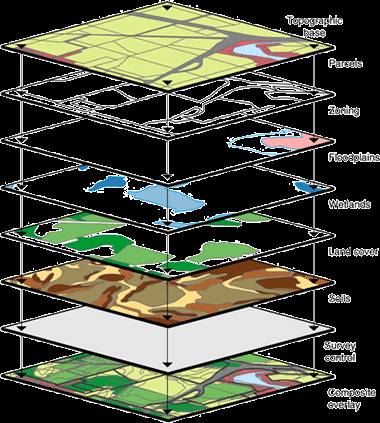 Topographic
base
Parcels
Zoning
Floodplains
Wetlands
Land cover
Soils
Survey
control
Composite
overlay